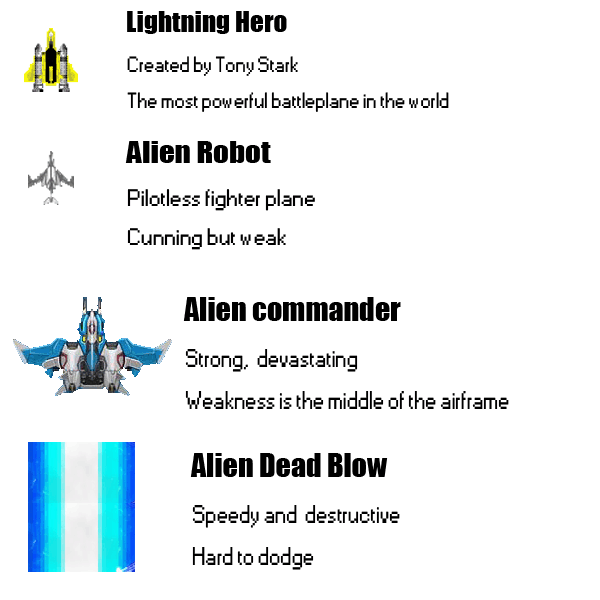 Lightning Hero
Created by Tony Stark
The most powerful battleplane in the world
Alien Robot
Pilotless fighter plane
Cunning but weak
Alien commander
Strong, devastating
Weakness is the middle of the airframe
Alien Dead Blow
Speedy and destructive
Hard to dodge